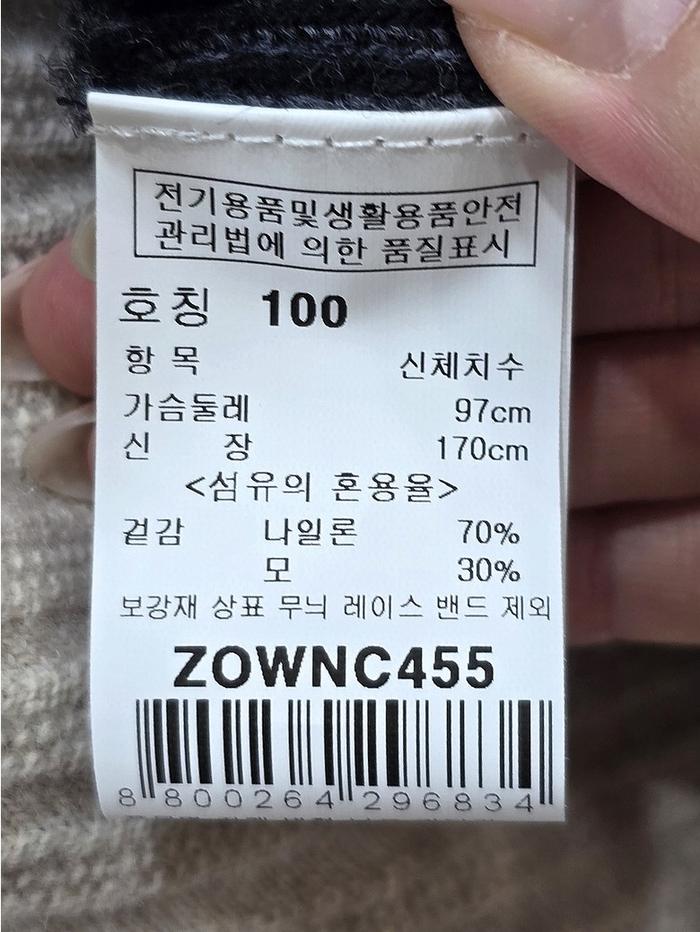 전기용품및생활용품안전
관리법에 의한 품질표시
호칭 100
항 목 신체치수
가슴둘레 97cm
신 장 170cm
<섬유의 혼용율>
겉감 나일론 70%
모 30%
보강재 상표 무늬 레이스 밴드 제외
ZOWNC455
8 800264 296834